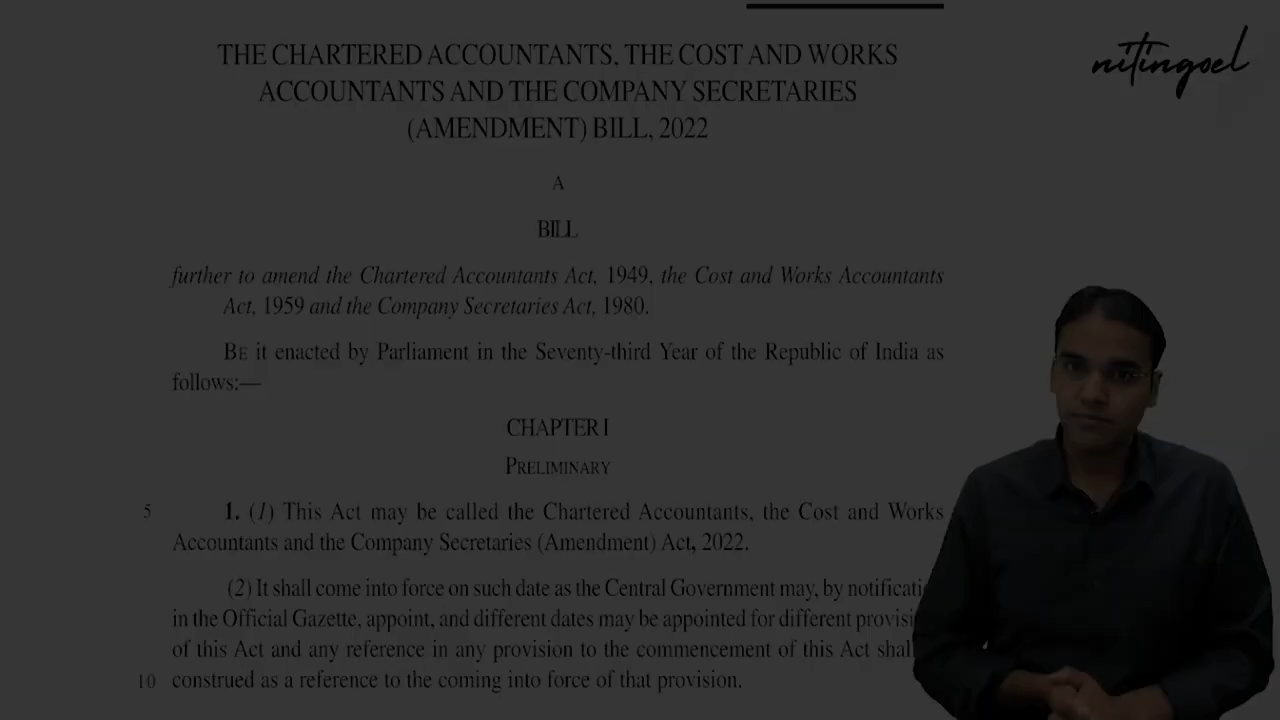 THE CHARTERED ACCOUNTANTS, THE COST AND WORKS
ACCOUNTANTS AND THE COMPANY SECRETARIES
(AMENDMENT) BILL, 2022
nitingoel
A
BILL
further to amend the Chartered Accountants Act, 1949, the Cost and Works Accountants
Act, 1959 and the Company Secretaries Act, 1980.
BE it enacted by Parliament in the Seventy-third Year of the Republic of India as
follows:—
CHAPTER I
PRELIMINARY
5 1. (1) This Act may be called the Chartered Accountants, the Cost and Works
Accountants and the Company Secretaries (Amendment) Act, 2022.
(2) It shall come into force on such date as the Central Government may, by
in the Official Gazette, appoint, and different dates may be appointed for different
of this Act and any reference in any provision to the commencement of this Act shal
10 construed as a reference to the coming into force of that provision.